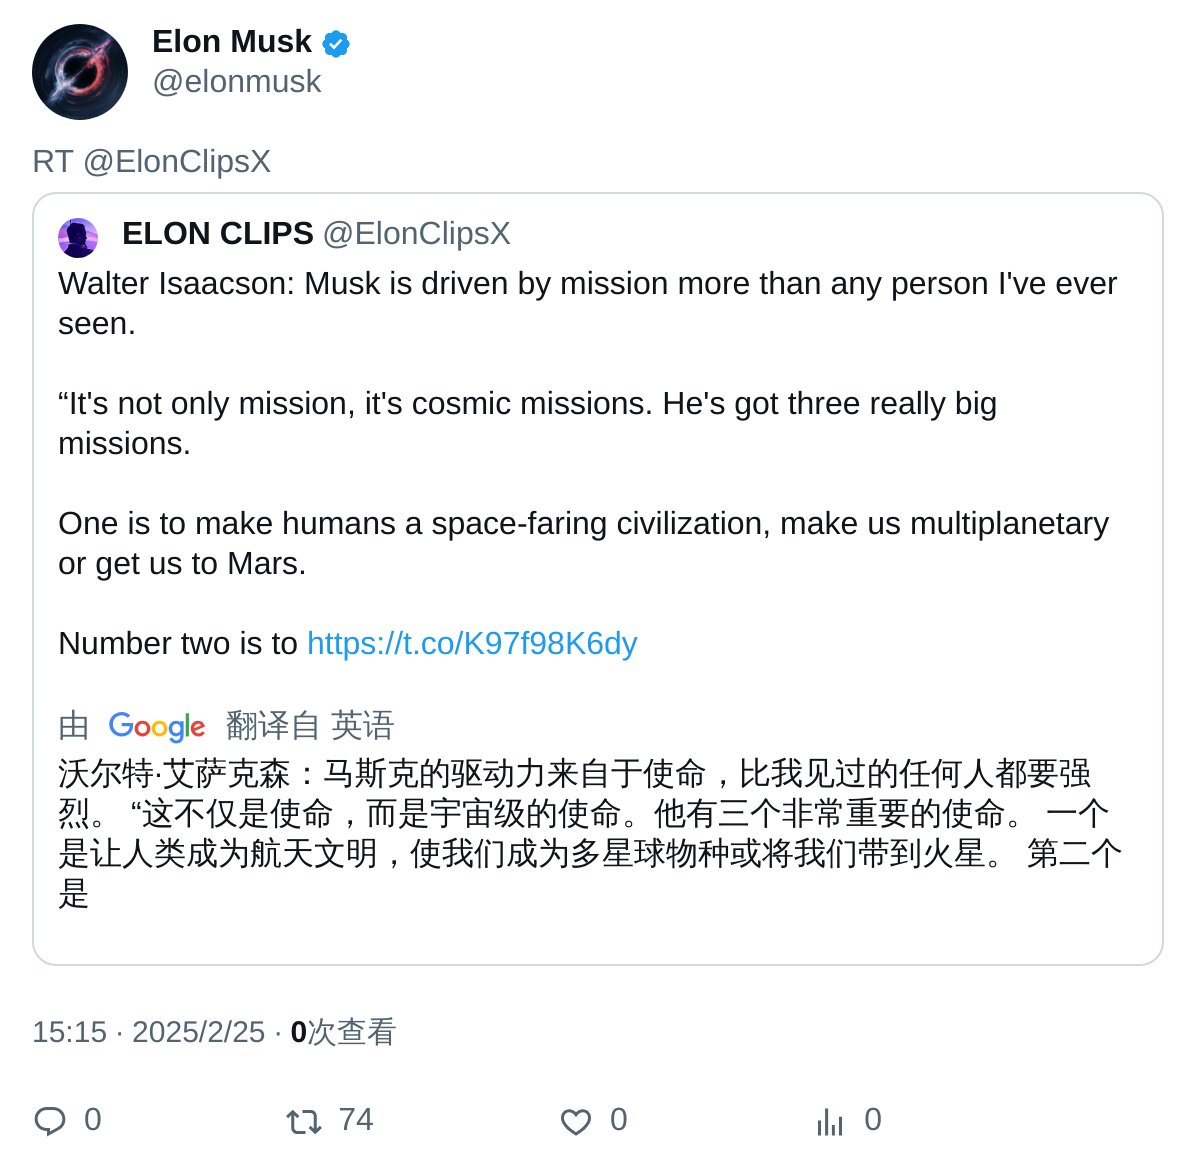 Elon Musk
@elonmusk
RT @ElonClipsX
ELON CLIPS @ElonClipsX
Walter Isaacson: Musk is driven by mission more than any person I've ever
seen.
“It's not only mission, it's cosmic missions. He's got three really big
missions.
One is to make humans a space-faring civilization, make us multiplanetary
or get us to Mars.
Number two is to https://t.co/K97f98K6dy
由 Google 翻译自 英语
沃尔特·艾萨克森：马斯克的驱动力来自于使命，比我见过的任何人都要强
烈。 “这不仅是使命，而是宇宙级的使命。他有三个非常重要的使命。 一个
是让人类成为航天文明，使我们成为多星球物种或将我们带到火星。 第二个
是
15:15 · 2025/2/25 · 0次查看
0 74 0 0